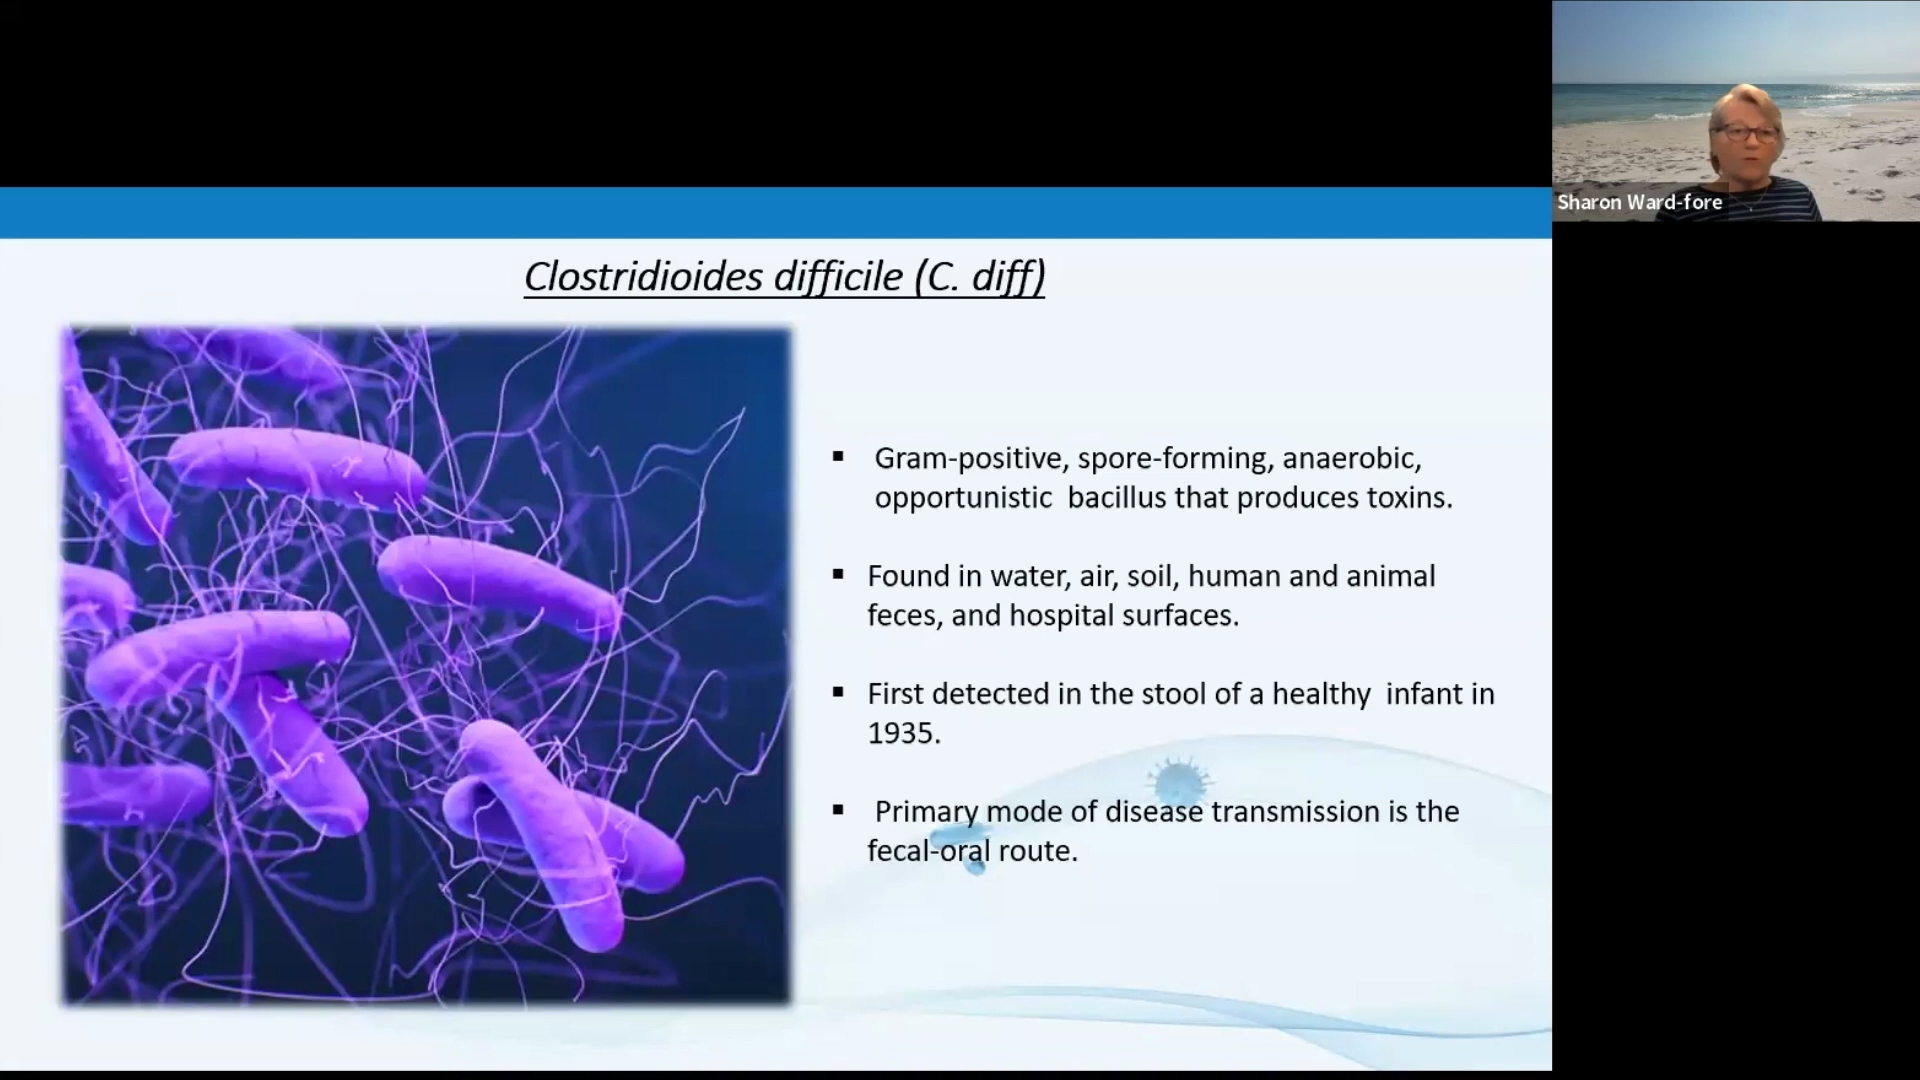 Sharon Ward-fore
Clostridioides difficile (C. diff)
▪ Gram-positive, spore-forming, anaerobic,
opportunistic bacillus that produces toxins.
▪ Found in water, air, soil, human and animal
feces, and hospital surfaces.
▪ First detected in the stool of a healthy infant in
1935.
▪ Primary mode of disease transmission is the
fecal-oral route.